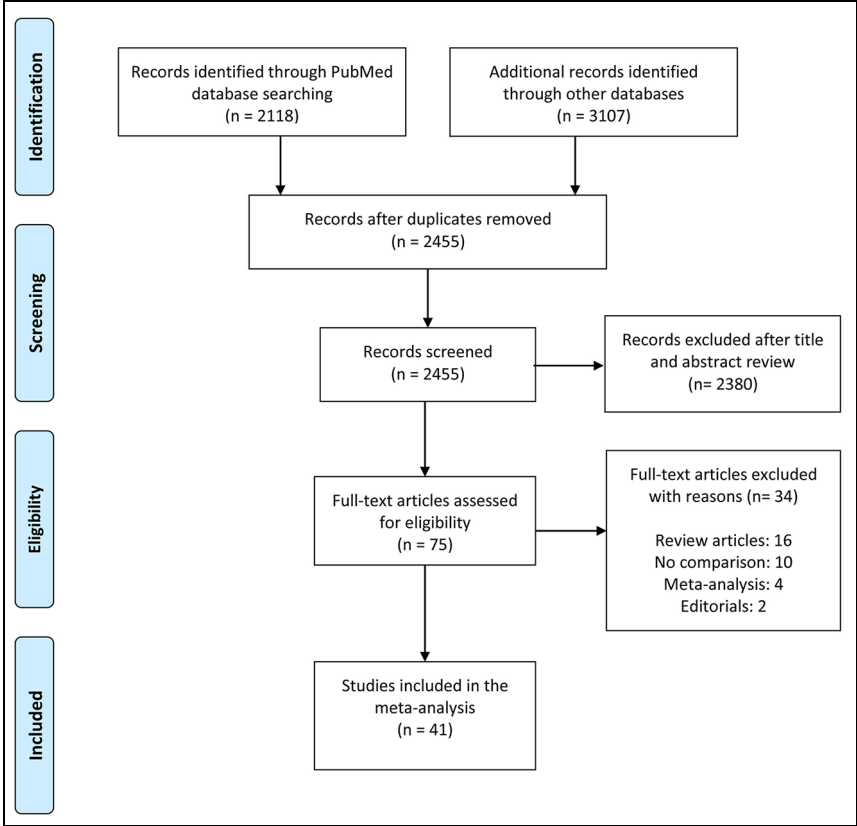 Identification
Records identified through PubMed
database searching
(n = 2118)
Additional records identified
through other databases
(n = 3107)
Records after duplicates removed
(n = 2455)
Screening
Records screened
(n = 2455)
Records excluded after title
and abstract review
(n= 2380)
Eligibility
Full-text articles assessed
for eligibility
(n = 75)
Full-text articles excluded
with reasons (n= 34)
Review articles: 16
No comparison: 10
Meta-analysis: 4
Editorials: 2
Included
Studies included in the
meta-analysis
(n = 41)